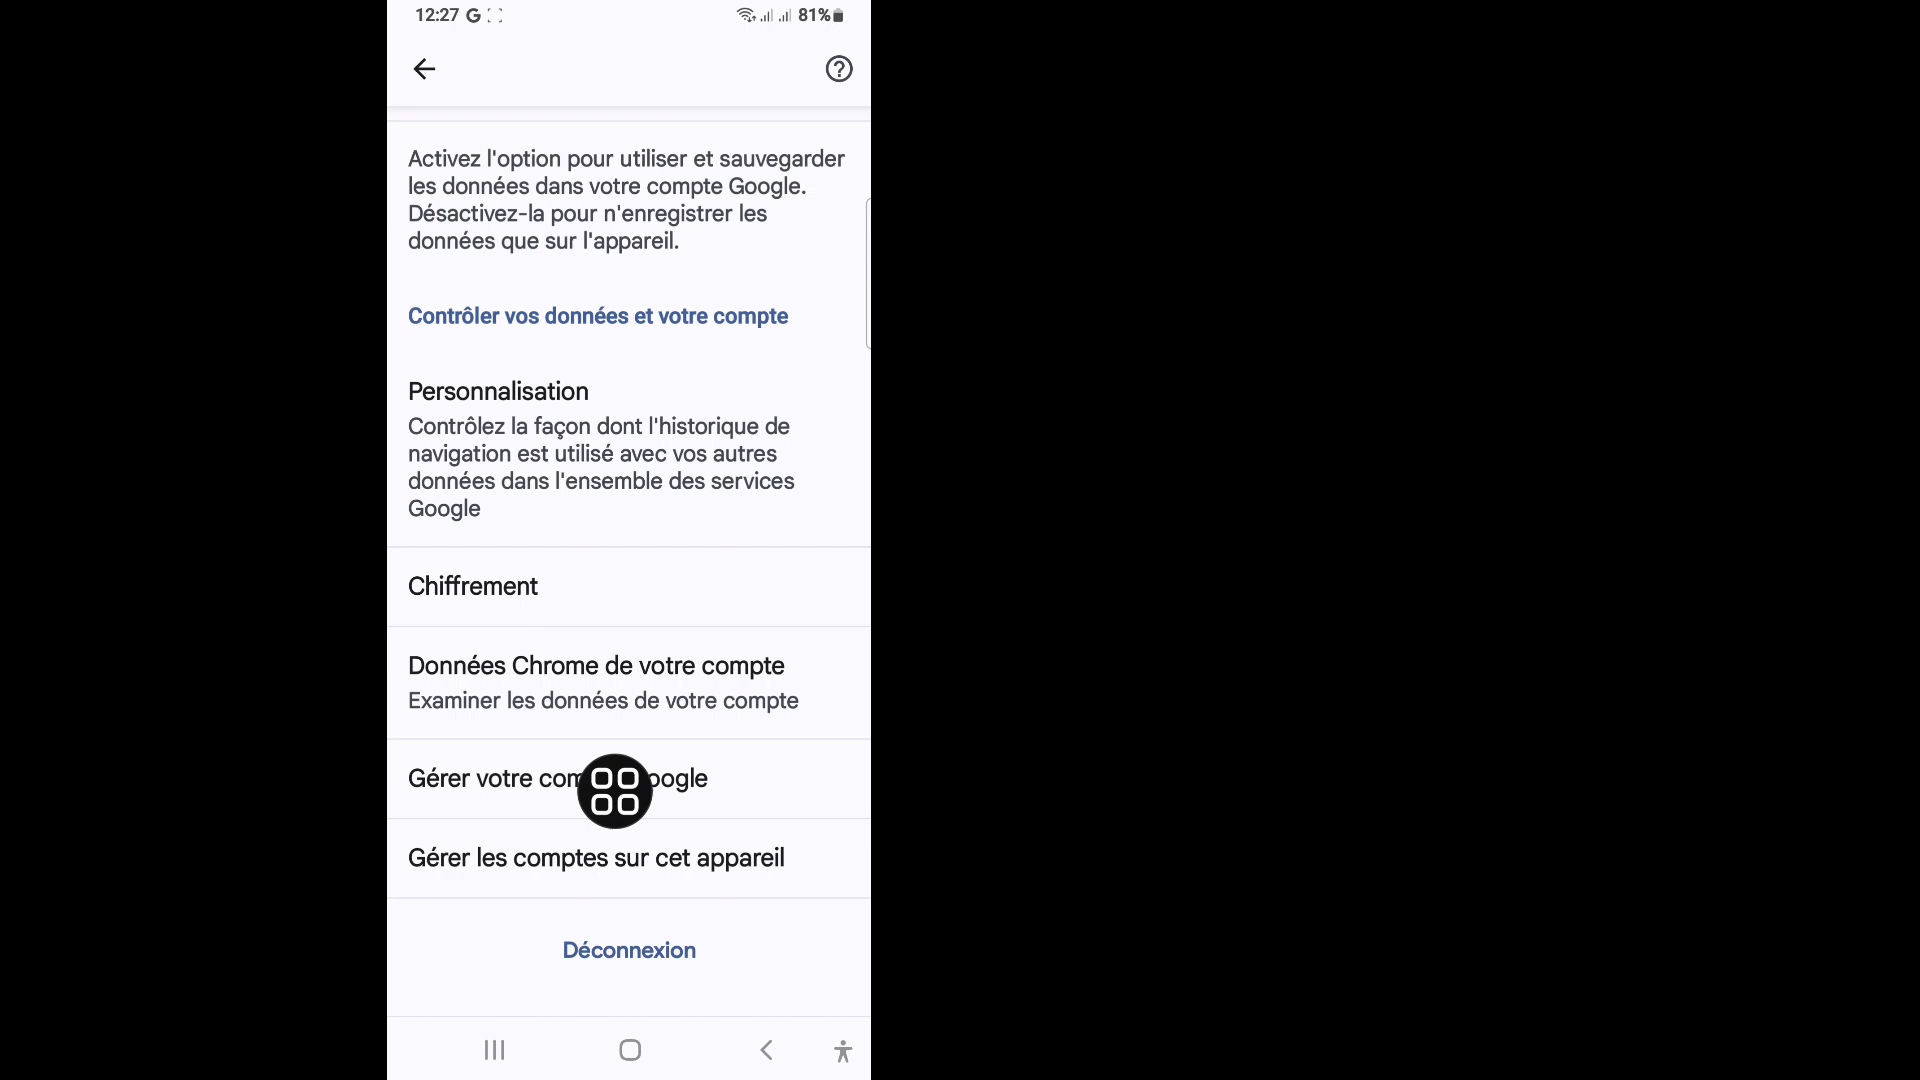 12:27 G 81%
Activez l'option pour utiliser et sauvegarder
les données dans votre compte Google.
Désactivez-la pour n'enregistrer les
données que sur l'appareil.
Contrôler vos données et votre compte
Personnalisation
Contrôlez la façon dont l'historique de
navigation est utilisé avec vos autres
données dans l'ensemble des services
Google
Chiffrement
Données Chrome de votre compte
Examiner les données de votre compte
Gérer votre com oogle
Gérer les comptes sur cet appareil
Déconnexion